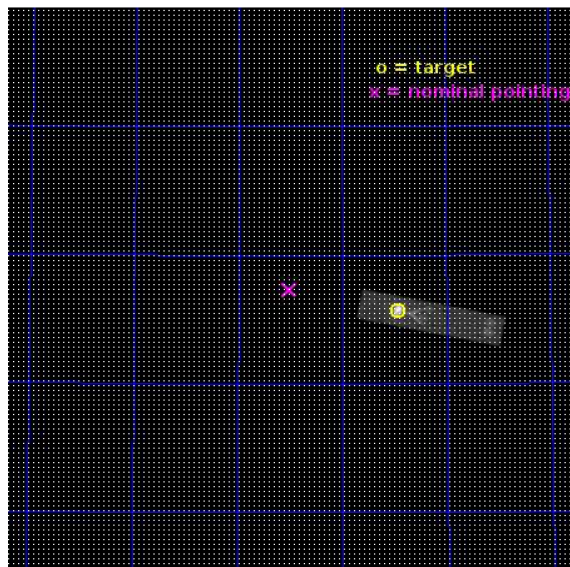 o = target
x = nominal pointing